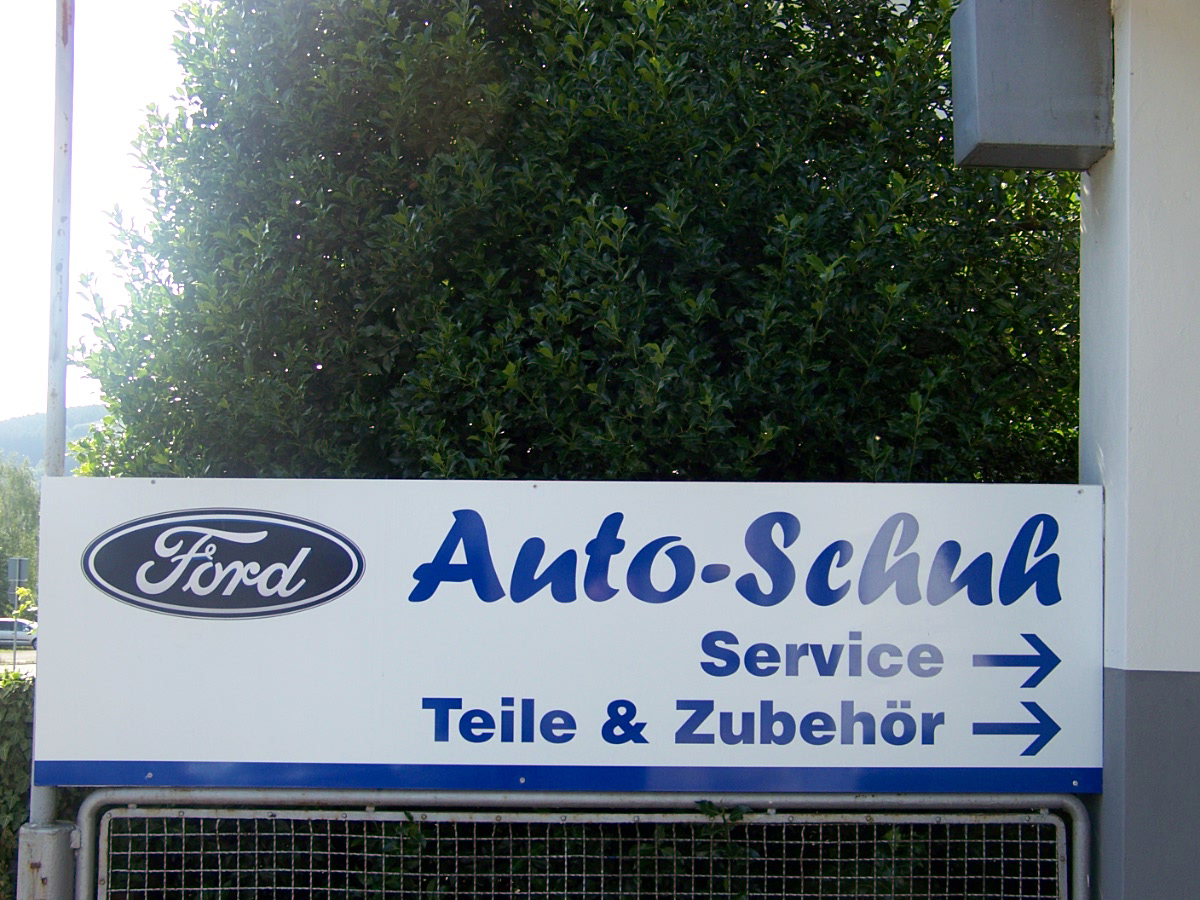 Ford
Auto-Schuh
Service →
Teile & Zubehör →